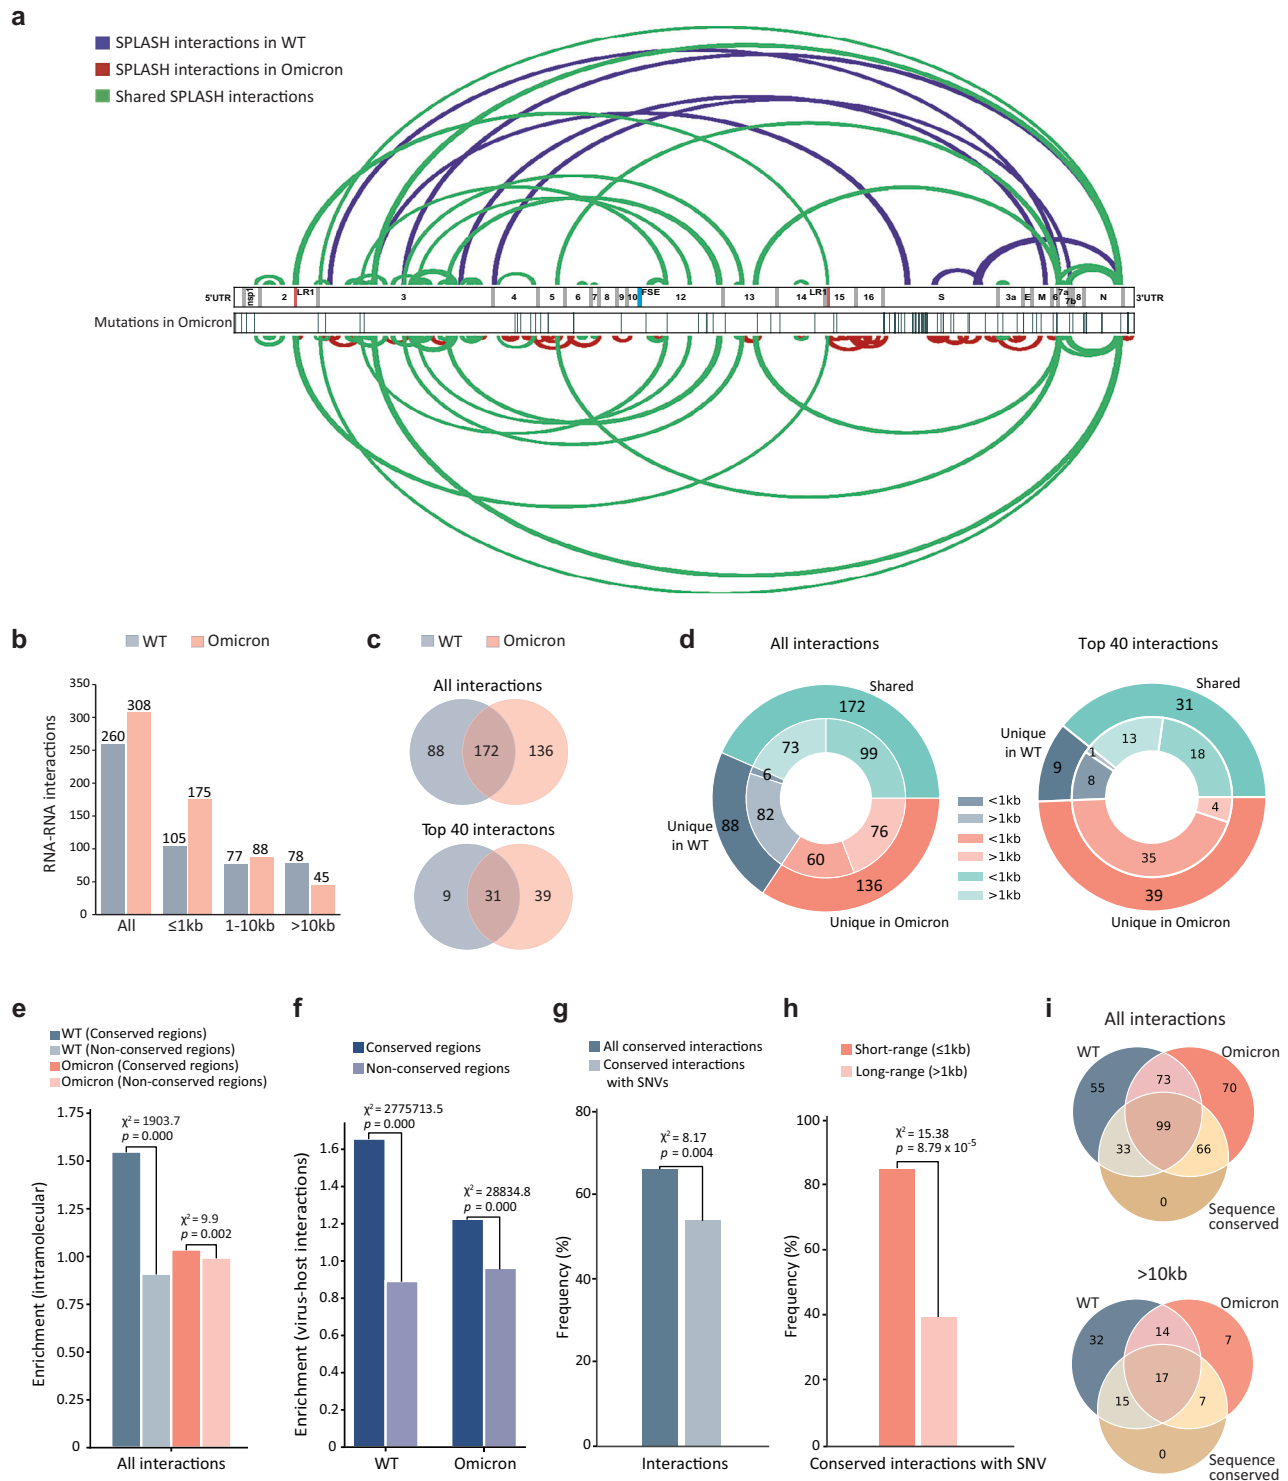 a
SPLASH interactions in WT
SPLASH interactions in Omicron
Shared SPLASH interactions
5'UTR nsp1 2 LR1 3 4 5 6 7 8 9 10 FSE 12 13 14 LR1 15 16 S 3a E M 6 7a 7b 8 N 3'UTR
Mutations in Omicron
b
WT Omicron
RNA-RNA interactions
350
300
250
200
150
100
50
0
260 308
105 175
77 88
78 45
All ≤1kb 1-10kb >10kb
c
WT Omicron
All interactions
88 172 136
Top 40 interactons
9 31 39
d
All interactions
Shared
172
73 99
6
82
Unique
in WT
88
60 76
136
Unique in Omicron
<1kb
>1kb
<1kb
>1kb
<1kb
>1kb
Top 40 interactions
Shared
31
Unique
in WT
9
13 18
1
8
4
35
39
Unique in Omicron
e
WT (Conserved regions)
WT (Non-conserved regions)
Omicron (Conserved regions)
Omicron (Non-conserved regions)
Enrichment (intramolecular)
1.75
1.50
1.25
1.00
0.75
0.50
0.25
0
χ² = 1903.7
p = 0.000
χ² = 9.9
p = 0.002
All interactions
f
Conserved regions
Non-conserved regions
Enrichment (virus-host interactions)
1.6
1.4
1.2
1.0
0.8
0.6
0.4
0.2
0
χ² = 2775713.5
p = 0.000
χ² = 28834.8
p = 0.000
WT Omicron
g
All conserved interactions
Conserved interactions
with SNVs
Frequency (%)
80
60
40
20
0
χ² = 8.17
p = 0.004
Interactions
h
Short-range (≤1kb)
Long-range (>1kb)
Frequency (%)
100
80
60
40
20
0
χ² = 15.38
p = 8.79 x 10⁻⁵
Conserved interactions with SNV
i
All interactions
WT Omicron
55 73 70
99
33 66
0
Sequence
conserved
>10kb
WT Omicron
32 14 7
17
15 7
0
Sequence
conserved